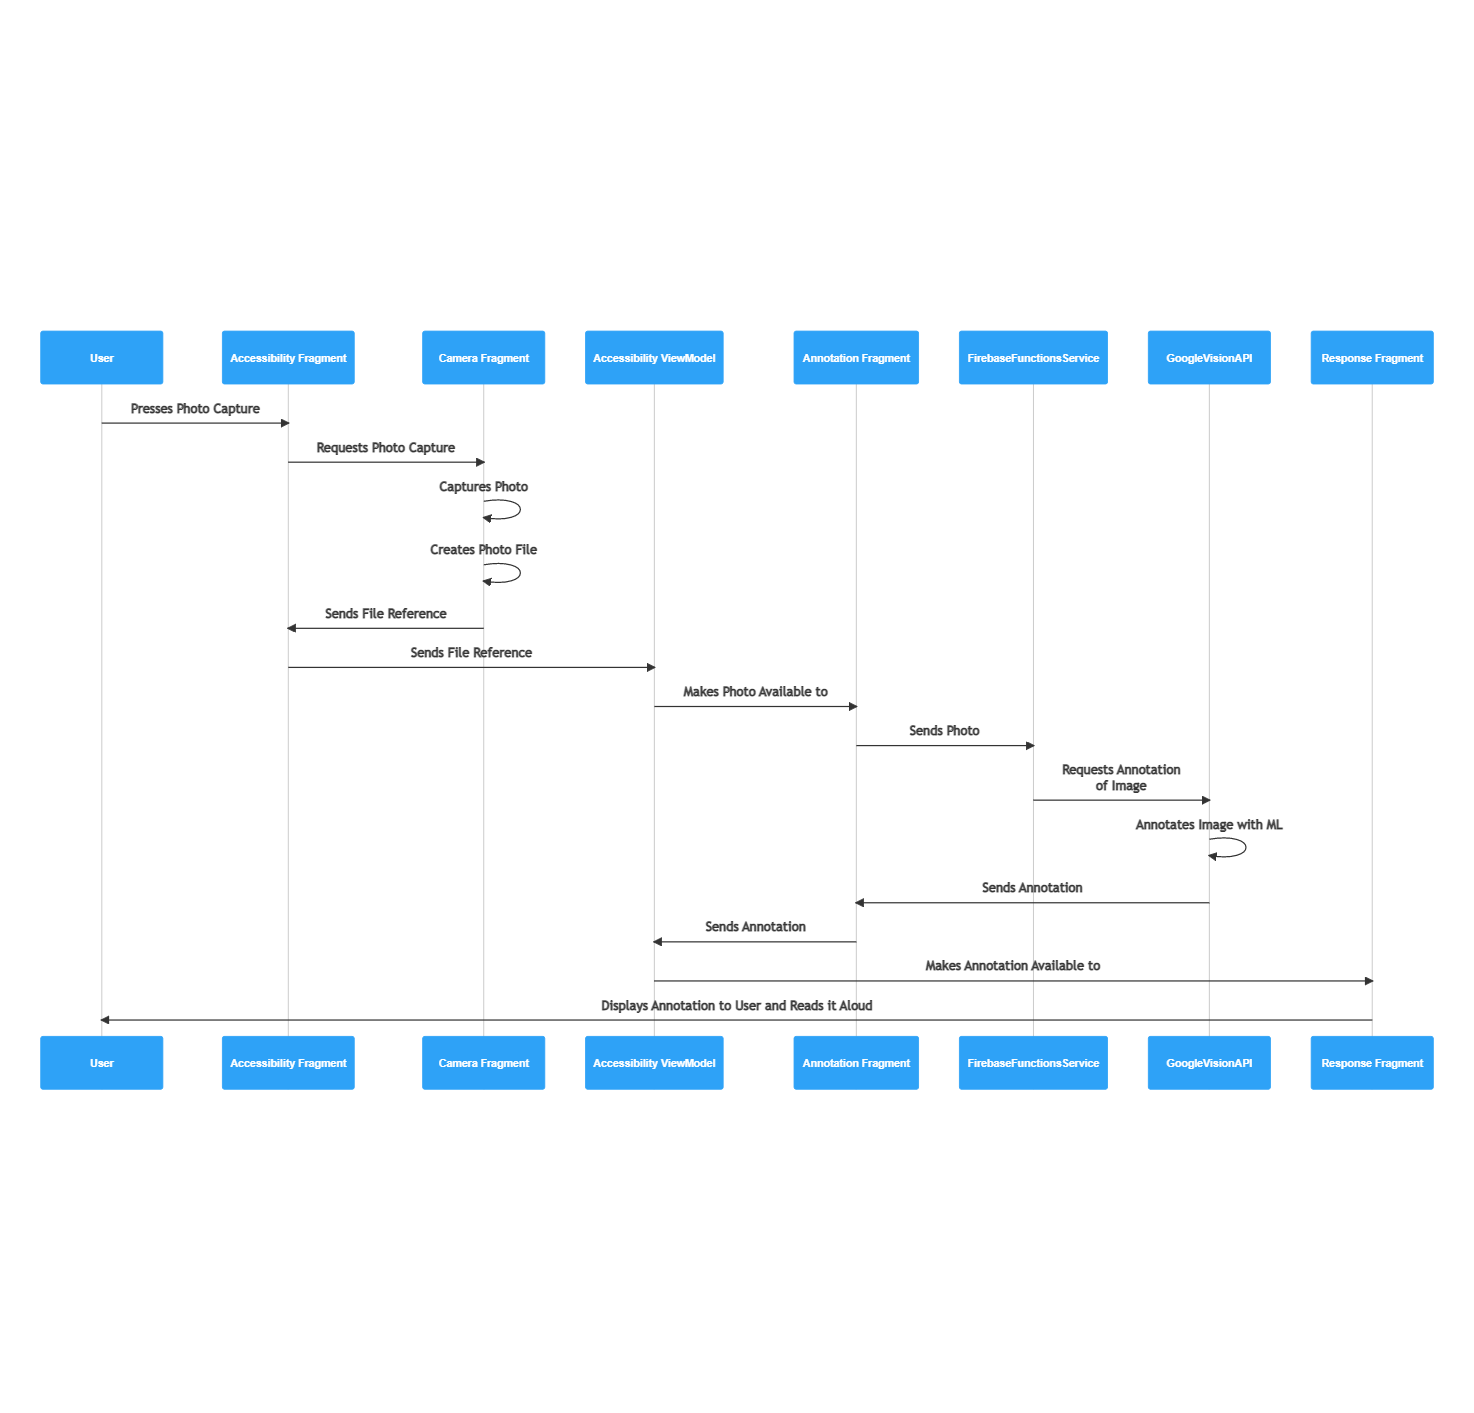 User
Accessibility Fragment
Camera Fragment
Accessibility ViewModel
Annotation Fragment
FirebaseFunctionsService
GoogleVisionAPI
Response Fragment
Presses Photo Capture
Requests Photo Capture
Captures Photo
Creates Photo File
Sends File Reference
Sends File Reference
Makes Photo Available to
Sends Photo
Requests Annotation
of Image
Annotates Image with ML
Sends Annotation
Sends Annotation
Makes Annotation Available to
Displays Annotation to User and Reads it Aloud
User
Accessibility Fragment
Camera Fragment
Accessibility ViewModel
Annotation Fragment
FirebaseFunctionsService
GoogleVisionAPI
Response Fragment